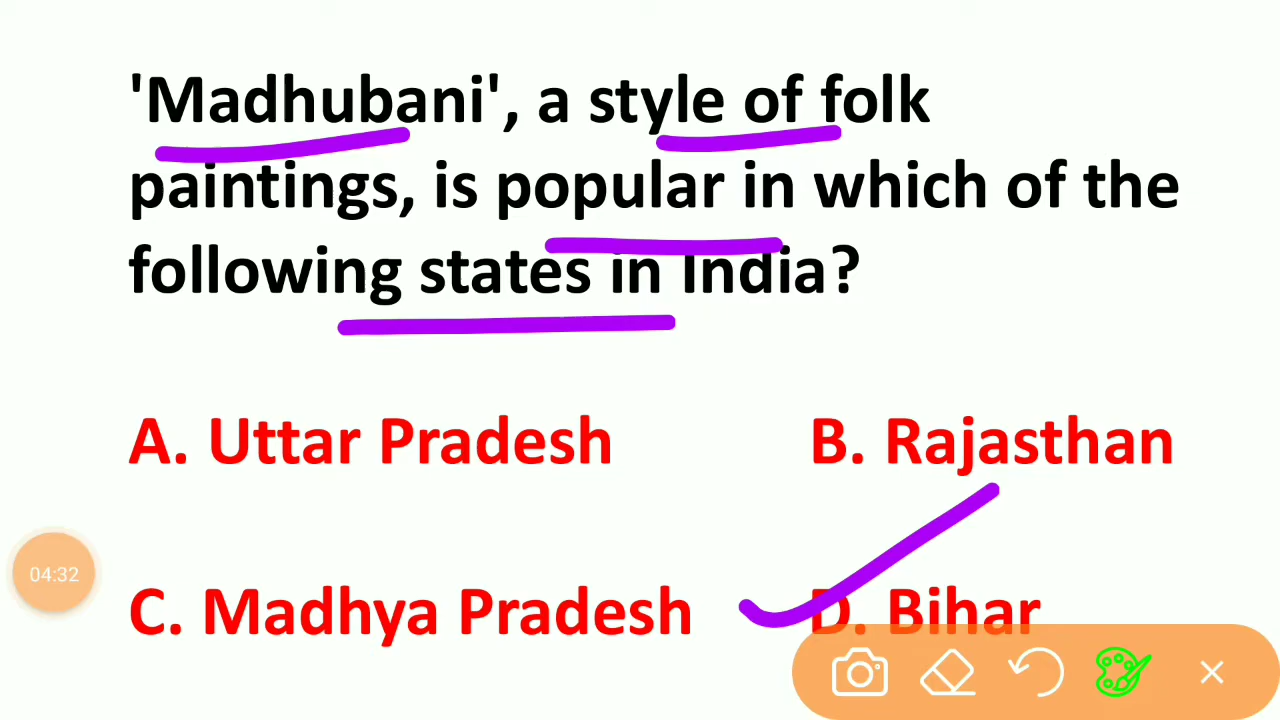 'Madhubani', a style of folk
paintings, is popular in which of the
following states in India?
A. Uttar Pradesh
B. Rajasthan
C. Madhya Pradesh
D. Bihar
04:32